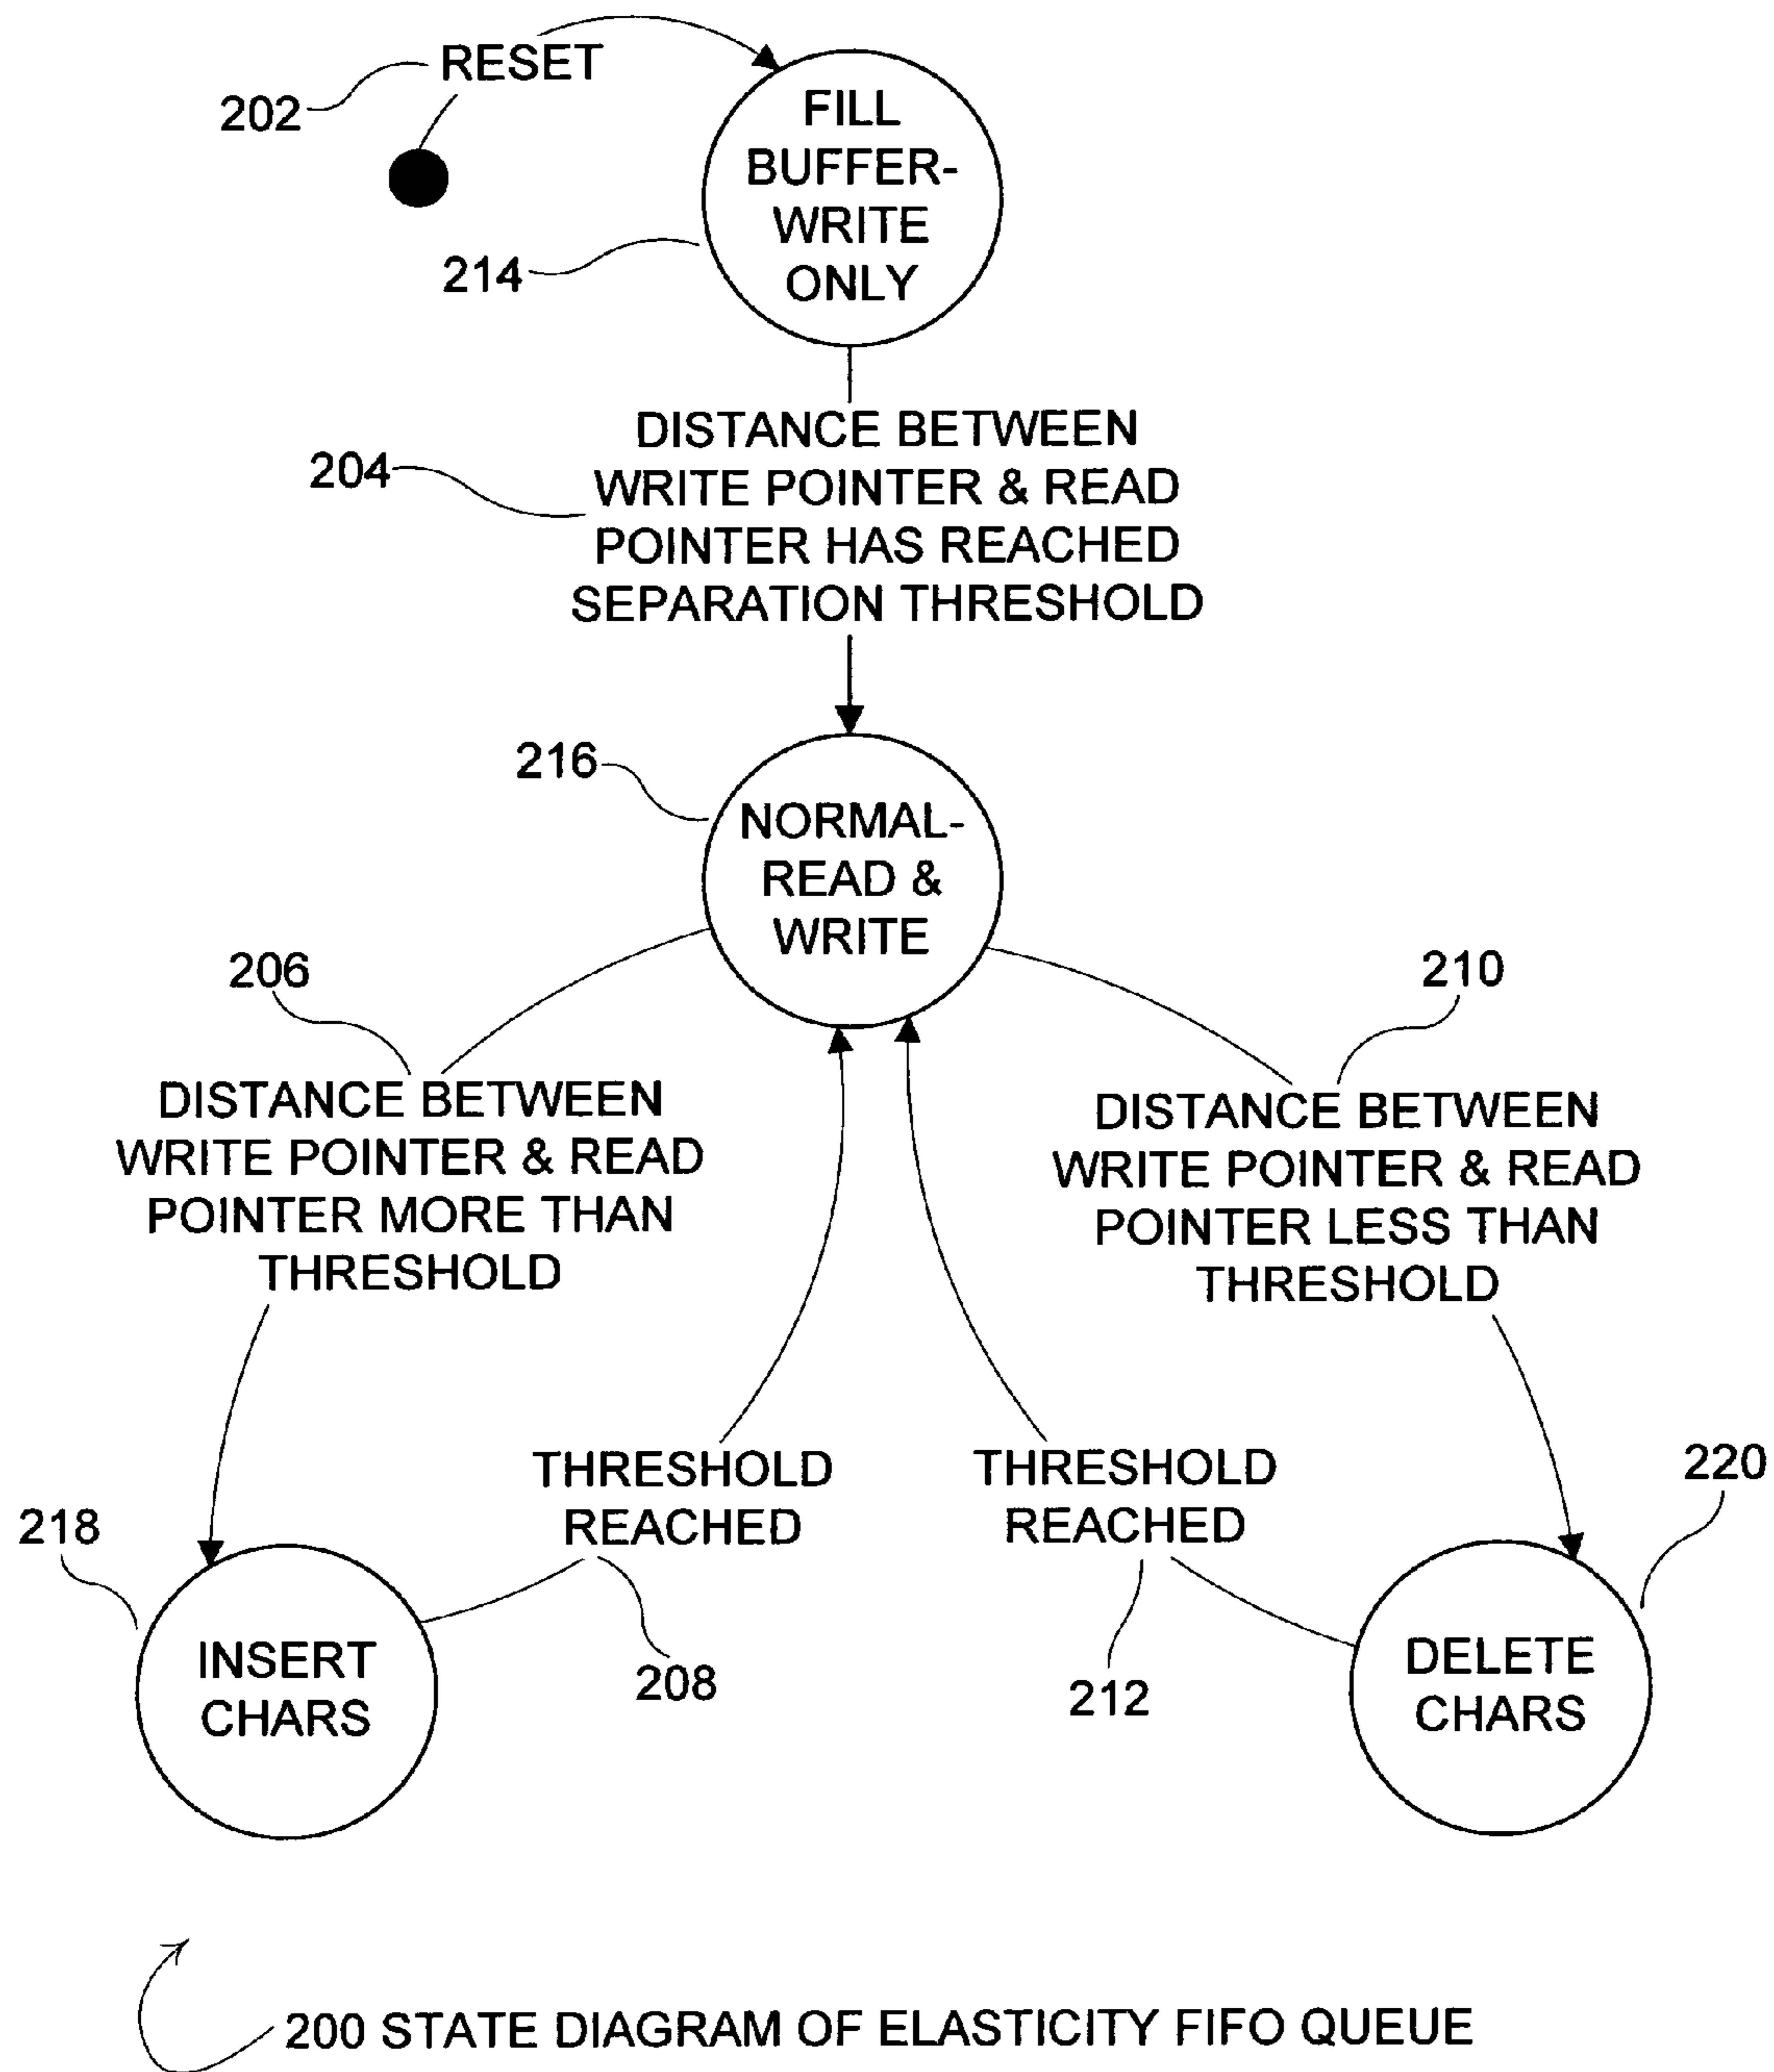 RESET
202
FILL
BUFFER-
WRITE
ONLY
214
DISTANCE BETWEEN
WRITE POINTER & READ
POINTER HAS REACHED
SEPARATION THRESHOLD
204
216
NORMAL-
READ &
WRITE
206
210
DISTANCE BETWEEN
WRITE POINTER & READ
POINTER MORE THAN
THRESHOLD
DISTANCE BETWEEN
WRITE POINTER & READ
POINTER LESS THAN
THRESHOLD
THRESHOLD
REACHED
THRESHOLD
REACHED
218
220
INSERT
CHARS
208
212
DELETE
CHARS
200 STATE DIAGRAM OF ELASTICITY FIFO QUEUE